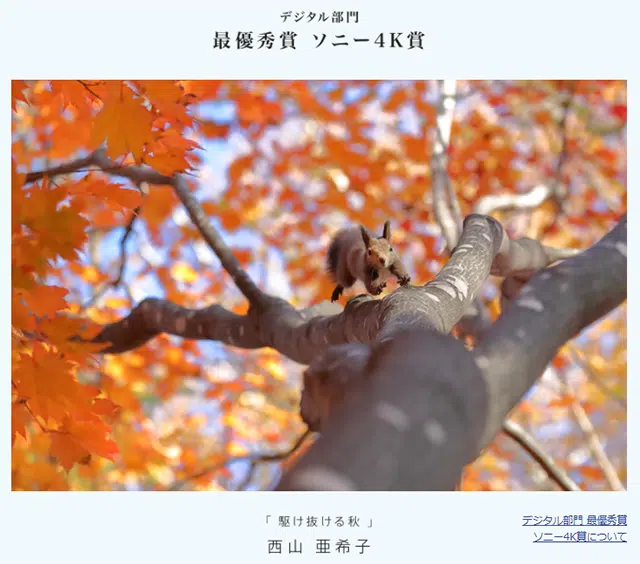 デジタル部門
最優秀賞 ソニー4K賞
「 駆け抜ける秋 」
西山 亜希子
デジタル部門 最優秀賞
ソニー4K賞について